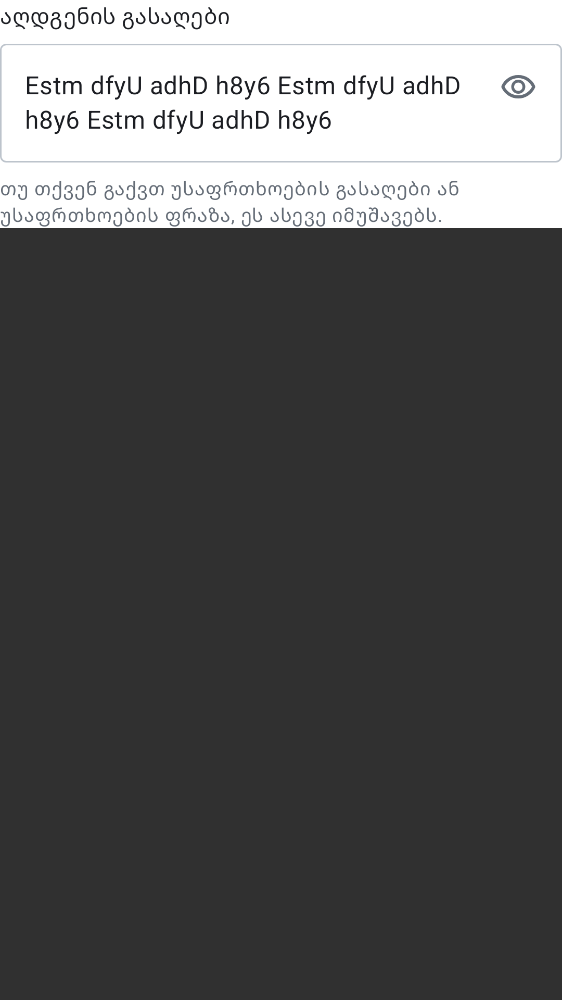 აღდგენის გასაღები
Estm dfyU adhD h8y6 Estm dfyU adhD
h8y6 Estm dfyU adhD h8y6
თუ თქვენ გაქვთ უსაფრთხოების გასაღები ან
უსაფრთხოების ფრაზა, ეს ასევე იმუშავებს.